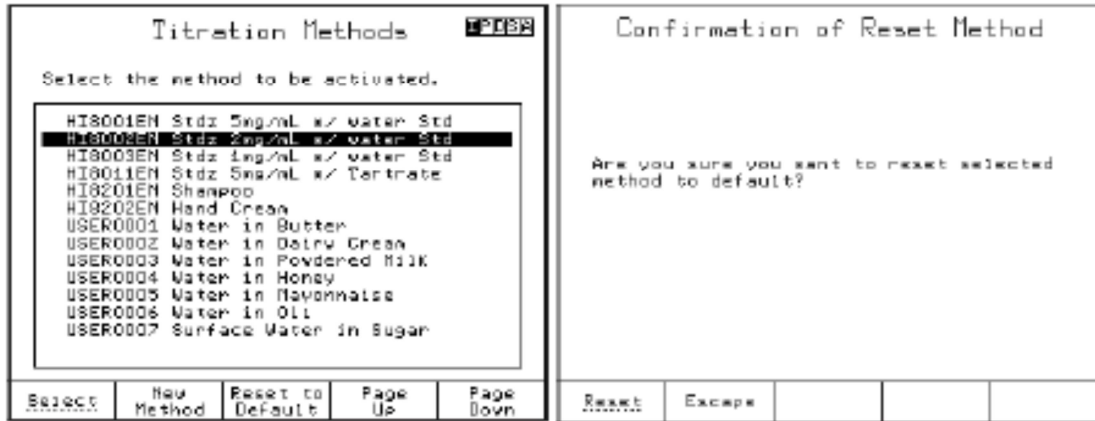 Titration Methods
Select the method to be activated.
HI8001EN Stdz 5mg/mL w/ water Std
HI8002EN Stdz 2mg/mL w/ water Std
HI8003EN Stdz 1mg/mL w/ water Std
HI8011EN Stdz 5mg/mL w/ Tartrate
HI8201EN Shampoo
HI8202EN Hand Cream
USER0001 Water in Butter
USER0002 Water in Dairy Cream
USER0003 Water in Powdered Milk
USER0004 Water in Honey
USER0005 Water in Mayonnaise
USER0006 Water in Oil
USER0007 Surface Water in Sugar
Select
New Method
Reset to Default
Page Up
Page Down
Confirmation of Reset Method
Are you sure you want to reset selected
method to default?
Reset
Escape